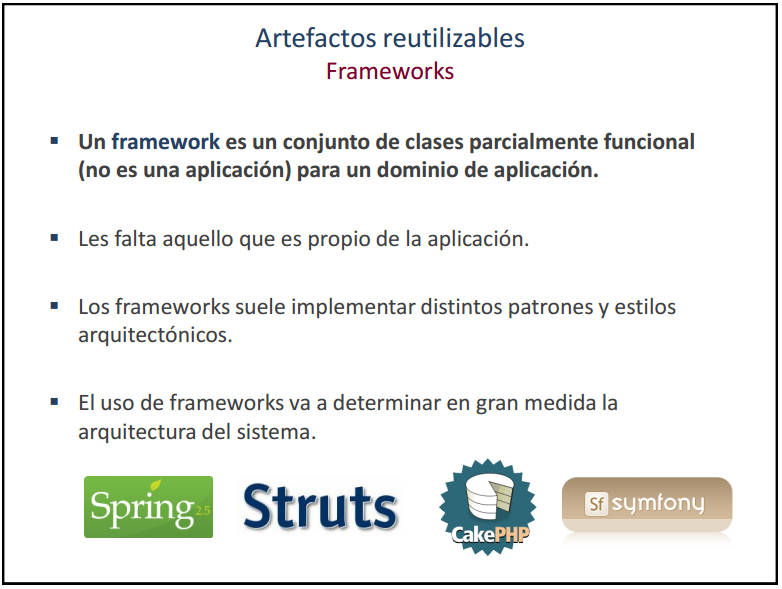 Artefactos reutilizables
Frameworks
▪ Un framework es un conjunto de clases parcialmente funcional
(no es una aplicación) para un dominio de aplicación.
▪ Les falta aquello que es propio de la aplicación.
▪ Los frameworks suele implementar distintos patrones y estilos
arquitectónicos.
▪ El uso de frameworks va a determinar en gran medida la
arquitectura del sistema.
Spring 2.5
Struts
CakePHP
Sf symfony